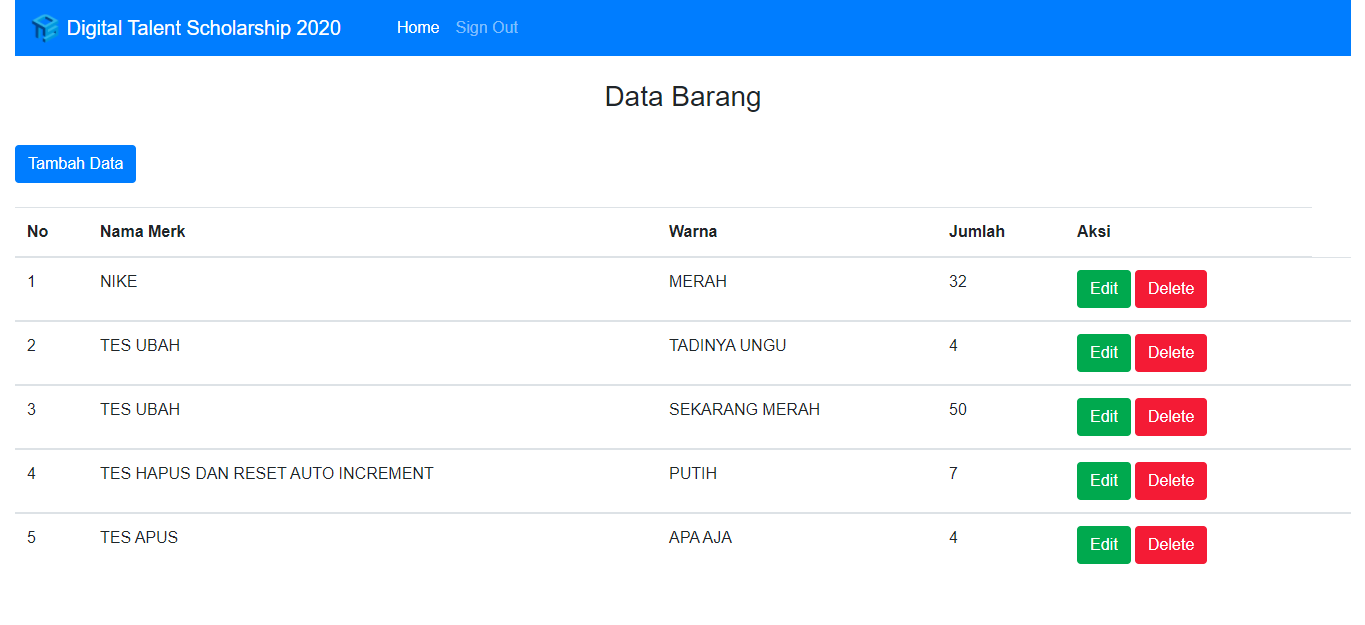 Digital Talent Scholarship 2020 Home Sign Out
Data Barang
Tambah Data
No Nama Merk Warna Jumlah Aksi
1 NIKE MERAH 32 Edit Delete
2 TES UBAH TADINYA UNGU 4 Edit Delete
3 TES UBAH SEKARANG MERAH 50 Edit Delete
4 TES HAPUS DAN RESET AUTO INCREMENT PUTIH 7 Edit Delete
5 TES APUS APA AJA 4 Edit Delete